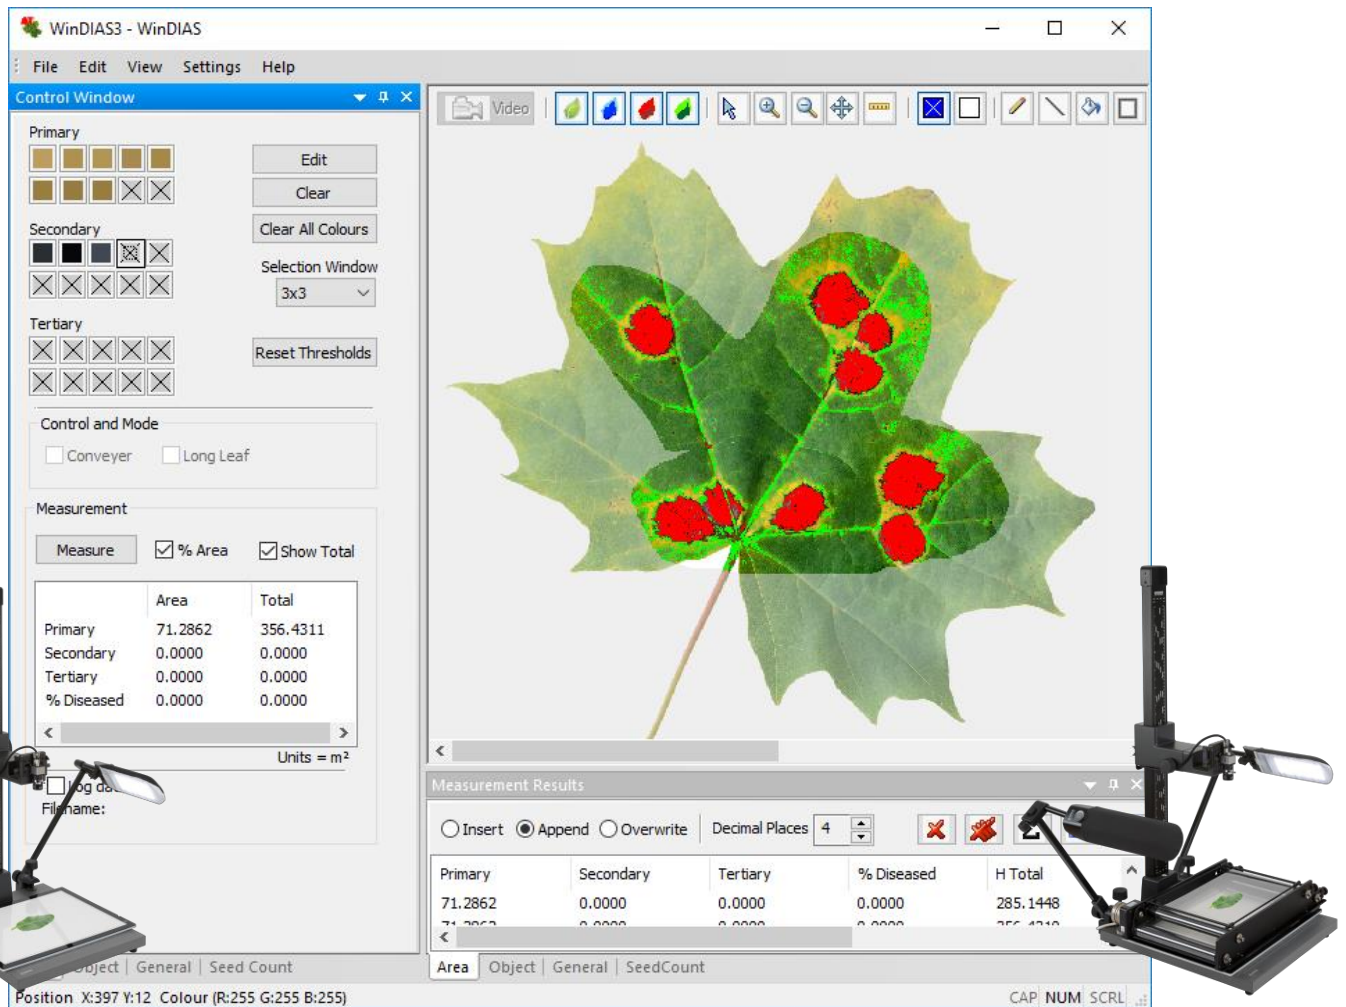 WinDIAS3 - WinDIAS
File Edit View Settings Help
Control Window
Video
Primary
Edit
Clear
Secondary
Clear All Colours
Selection Window
3x3
Tertiary
Reset Thresholds
Control and Mode
Conveyer Long Leaf
Measurement
Measure % Area Show Total
Area Total
Primary 71.2862 356.4311
Secondary 0.0000 0.0000
Tertiary 0.0000 0.0000
% Diseased 0.0000 0.0000
Units = m²
Log
Filename:
General Seed Count
Measurement Results
Insert Append Overwrite Decimal Places 4
Primary Secondary Tertiary % Diseased H Total
71.2862 0.0000 0.0000 0.0000 285.1448
Area Object General SeedCount
Position X:397 Y:12 Colour (R:255 G:255 B:255)
CAP NUM SCRL